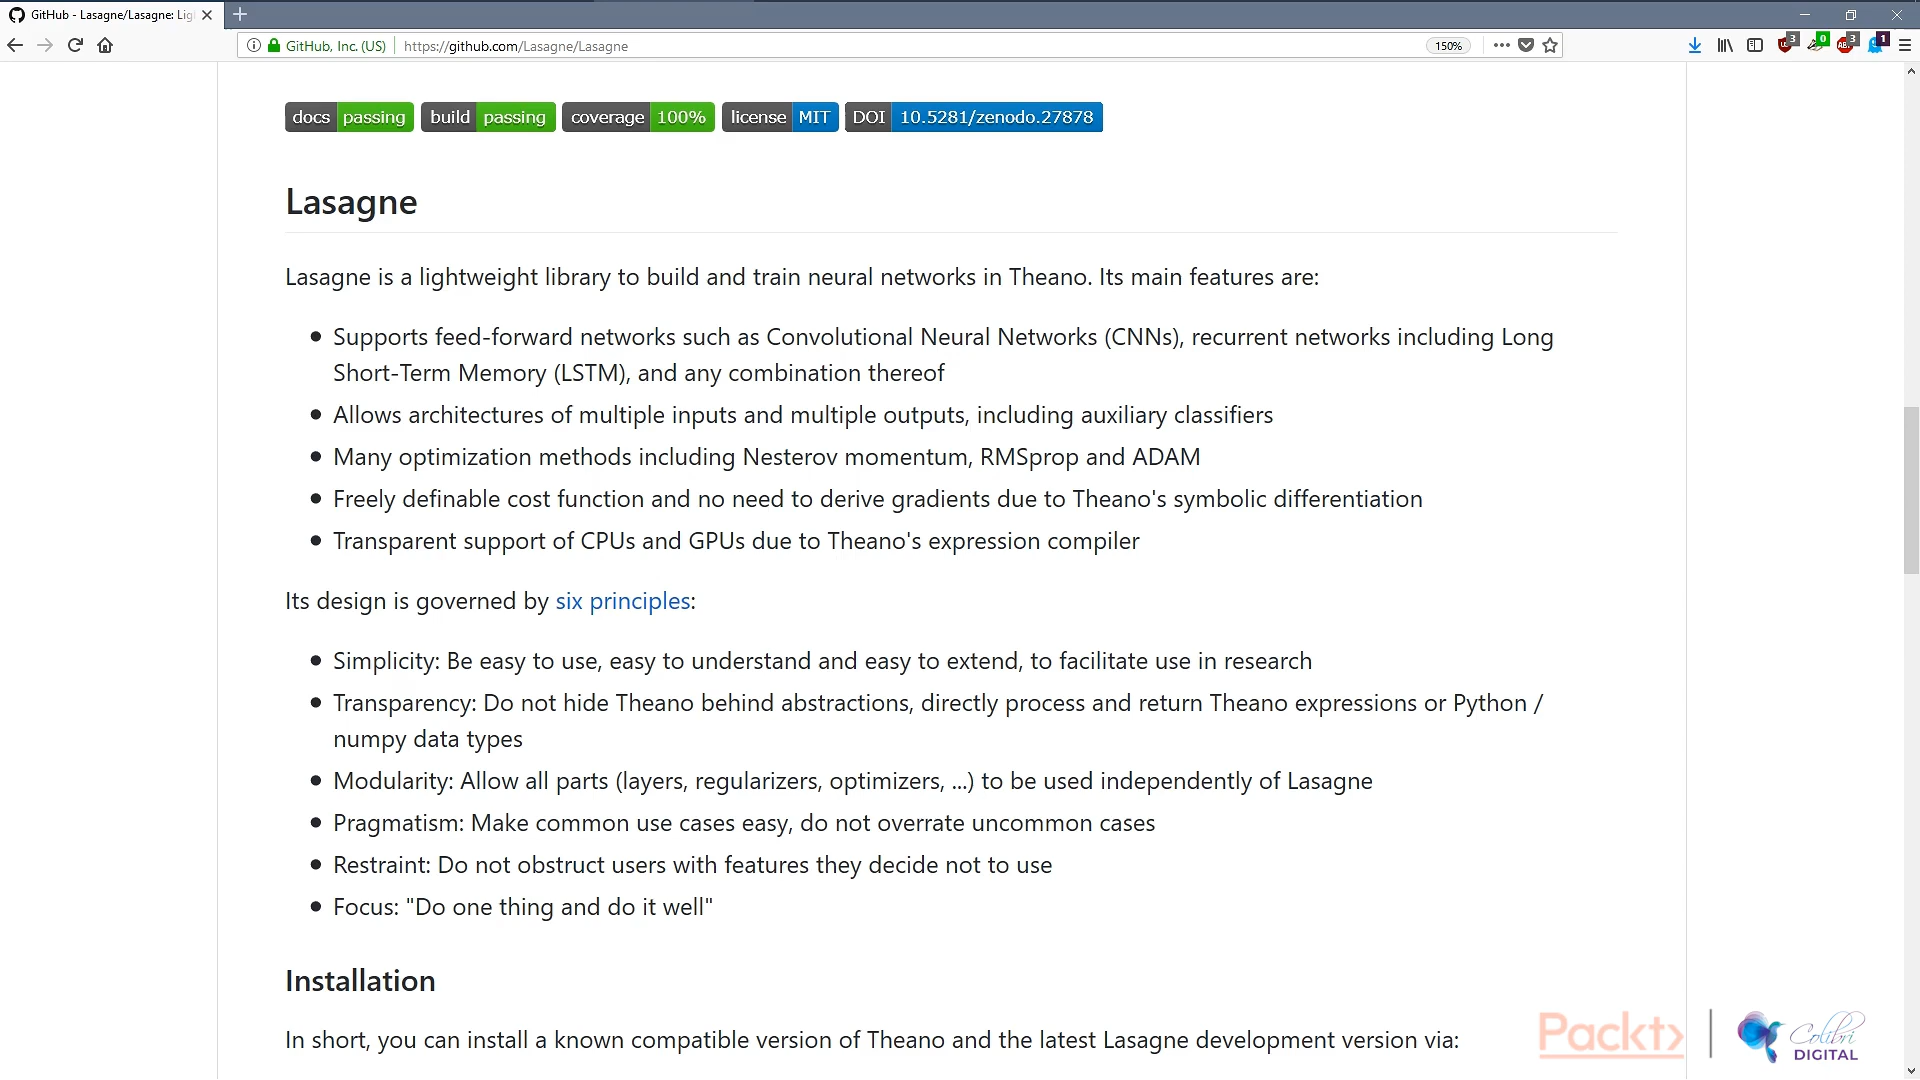 GitHub - Lasagne/Lasagne: Lig
GitHub, Inc. (US) https://github.com/Lasagne/Lasagne 150% 3 0 3 1
docs passing build passing coverage 100% license MIT DOI 10.5281/zenodo.27878
Lasagne
Lasagne is a lightweight library to build and train neural networks in Theano. Its main features are:
Supports feed-forward networks such as Convolutional Neural Networks (CNNs), recurrent networks including Long
Short-Term Memory (LSTM), and any combination thereof
Allows architectures of multiple inputs and multiple outputs, including auxiliary classifiers
Many optimization methods including Nesterov momentum, RMSprop and ADAM
Freely definable cost function and no need to derive gradients due to Theano's symbolic differentiation
Transparent support of CPUs and GPUs due to Theano's expression compiler
Its design is governed by six principles:
Simplicity: Be easy to use, easy to understand and easy to extend, to facilitate use in research
Transparency: Do not hide Theano behind abstractions, directly process and return Theano expressions or Python /
numpy data types
Modularity: Allow all parts (layers, regularizers, optimizers, ...) to be used independently of Lasagne
Pragmatism: Make common use cases easy, do not overrate uncommon cases
Restraint: Do not obstruct users with features they decide not to use
Focus: "Do one thing and do it well"
Installation
In short, you can install a known compatible version of Theano and the latest Lasagne development version via:
Packt
Colibri
DIGITAL